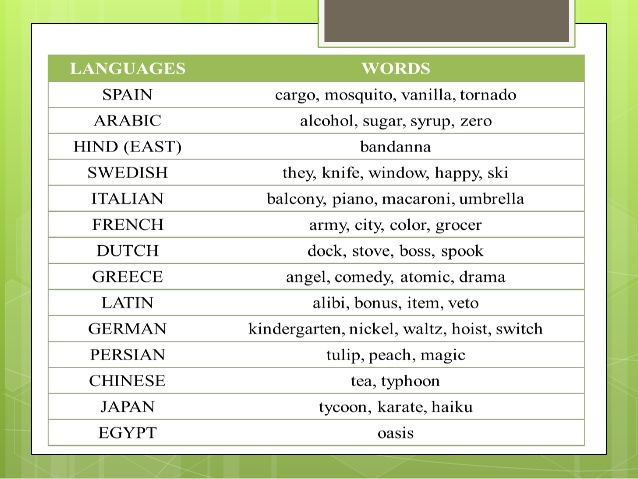 LANGUAGES WORDS
SPAIN cargo, mosquito, vanilla, tornado
ARABIC alcohol, sugar, syrup, zero
HIND (EAST) bandanna
SWEDISH they, knife, window, happy, ski
ITALIAN balcony, piano, macaroni, umbrella
FRENCH army, city, color, grocer
DUTCH dock, stove, boss, spook
GREECE angel, comedy, atomic, drama
LATIN alibi, bonus, item, veto
GERMAN kindergarten, nickel, waltz, hoist, switch
PERSIAN tulip, peach, magic
CHINESE tea, typhoon
JAPAN tycoon, karate, haiku
EGYPT oasis